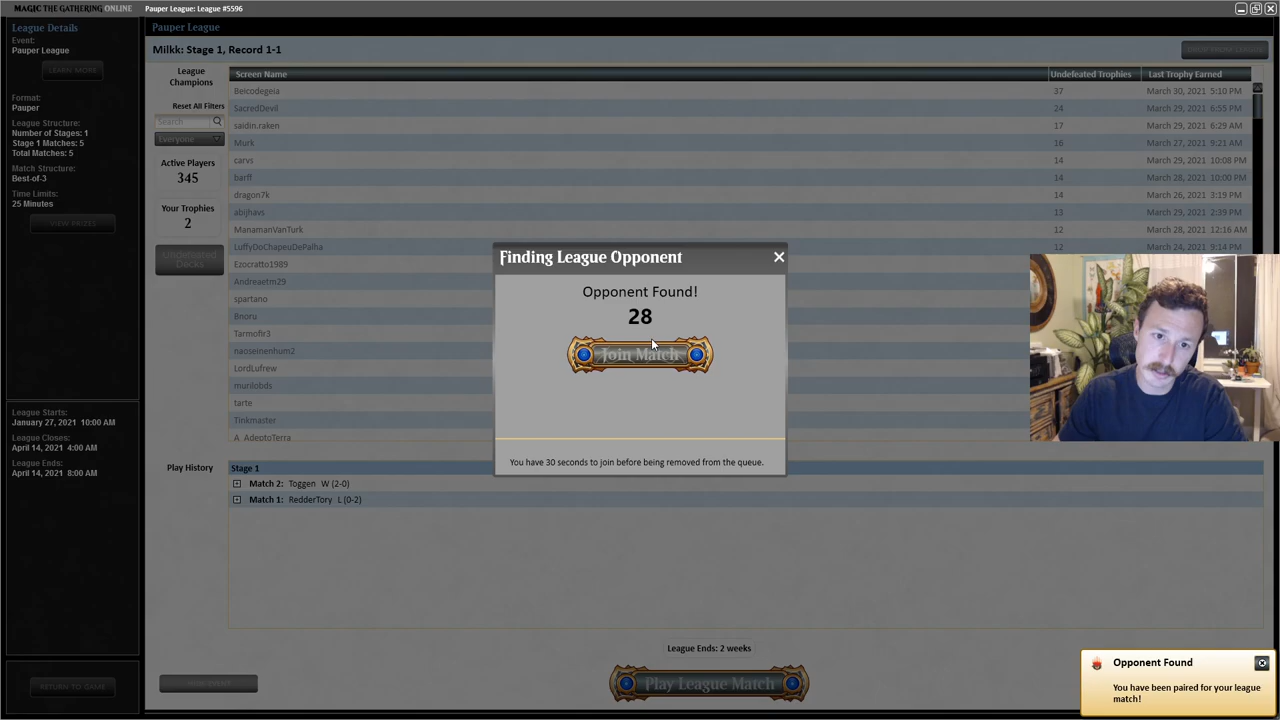 MAGIC THE GATHERING ONLINE
Pauper League: League #5596
League Details
Event:
Pauper League
LEARN MORE
Format:
Pauper
League Structure:
Number of Stages: 1
Stage 1 Matches: 5
Total Matches: 5
Match Structure:
Best-of-3
Time Limits:
25 Minutes
VIEW PRIZES
League Starts:
January 27, 2021 10:00 AM
League Closes:
April 14, 2021 4:00 AM
League Ends:
April 14, 2021 8:00 AM
RETURN TO GAME
Pauper League
Milkk: Stage 1, Record 1-1
League
Champions
Reset All Filters
Search
Everyone
Active Players
345
Your Trophies
2
Undefeated
Decks
Screen Name Undefeated Trophies Last Trophy Earned
Beicodegeia 37 March 30, 2021 5:10 PM
SacredDevil 24 March 29, 2021 6:55 PM
saidin.raken 17 March 29, 2021 6:29 AM
Murk 16 March 27, 2021 9:21 AM
carvs 14 March 29, 2021 10:08 PM
barff 14 March 28, 2021 10:00 PM
dragon7k 14 March 26, 2021 3:19 PM
abijhavs 13 March 29, 2021 2:39 PM
ManamanVanTurk 12 March 28, 2021 12:16 AM
LuffyDoChapeuDePalha 12 March 24, 2021 9:14 PM
Ezocratto1989
Andreaetm29
spartano
Bnoru
Tarmofir3
naosemenhum2
LordLufrew
murilobds
tarte
Tinkmaster
A_AdeptoTerra
Finding League Opponent
Opponent Found!
28
Join Match
You have 30 seconds to join before being removed from the queue.
Play History
Stage 1
Match 2: Toggen W (2-0)
Match 1: RedderTory L (0-2)
League Ends: 2 weeks
Play League Match
Opponent Found
You have been paired for your league
match!